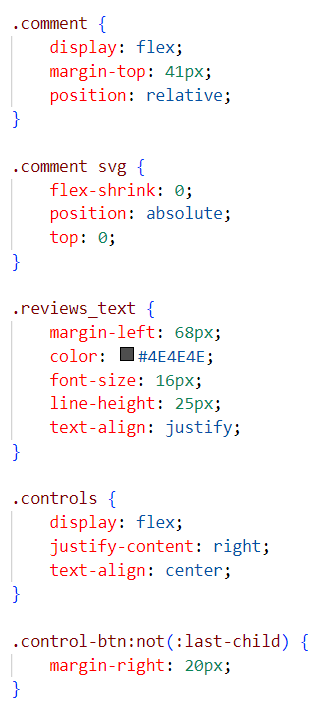 .comment {
    display: flex;
    margin-top: 41px;
    position: relative;
}

.comment svg {
    flex-shrink: 0;
    position: absolute;
    top: 0;
}

.reviews_text {
    margin-left: 68px;
    color: #4E4E4E;
    font-size: 16px;
    line-height: 25px;
    text-align: justify;
}

.controls {
    display: flex;
    justify-content: right;
    text-align: center;
}

.control-btn:not(:last-child) {
    margin-right: 20px;
}